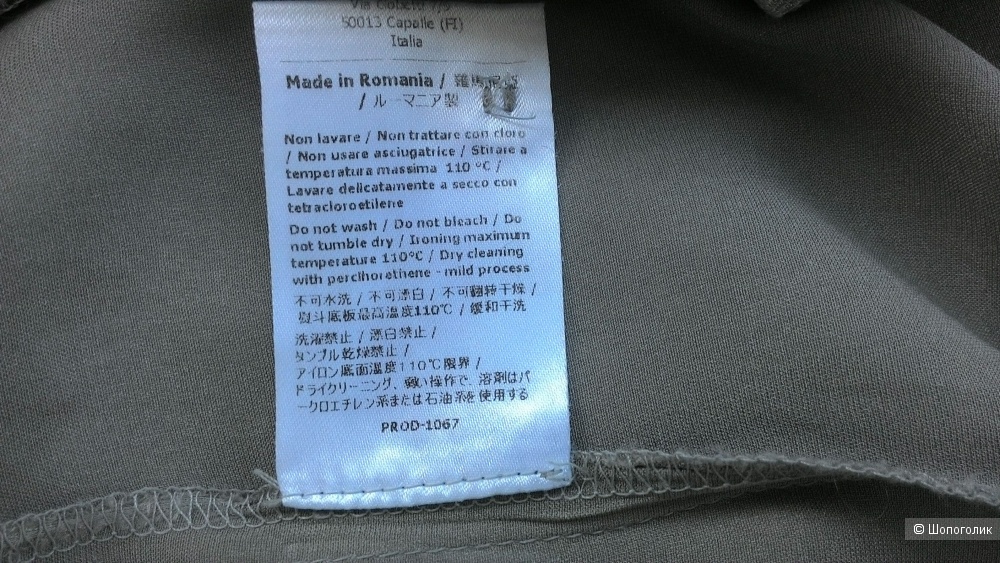 50013 Capalle (FI)
Italia
Made in Romania / 羅馬尼亞
/ ルーマニア製
Non lavare / Non trattare con cloro
/ Non usare asciugatrice / Stirare a
temperatura massima 110 °C /
Lavare delicatamente a secco con
tetracloroetilene
Do not wash / Do not bleach / Do
not tumble dry / Ironing maximum
temperature 110°C / Dry cleaning
with perclhorethene - mild process
不可水洗 / 不可漂白 / 不可翻转干燥 /
熨斗底板最高温度110℃ / 缓和干洗
洗濯禁止 / 漂白禁止 /
タンブル乾燥禁止 /
アイロン底面温度110℃限界 /
ドライクリーニング、弱い操作で、溶剤はパ
ークロエチレン系または石油系を使用する
PROD-1067
© Шопоголик